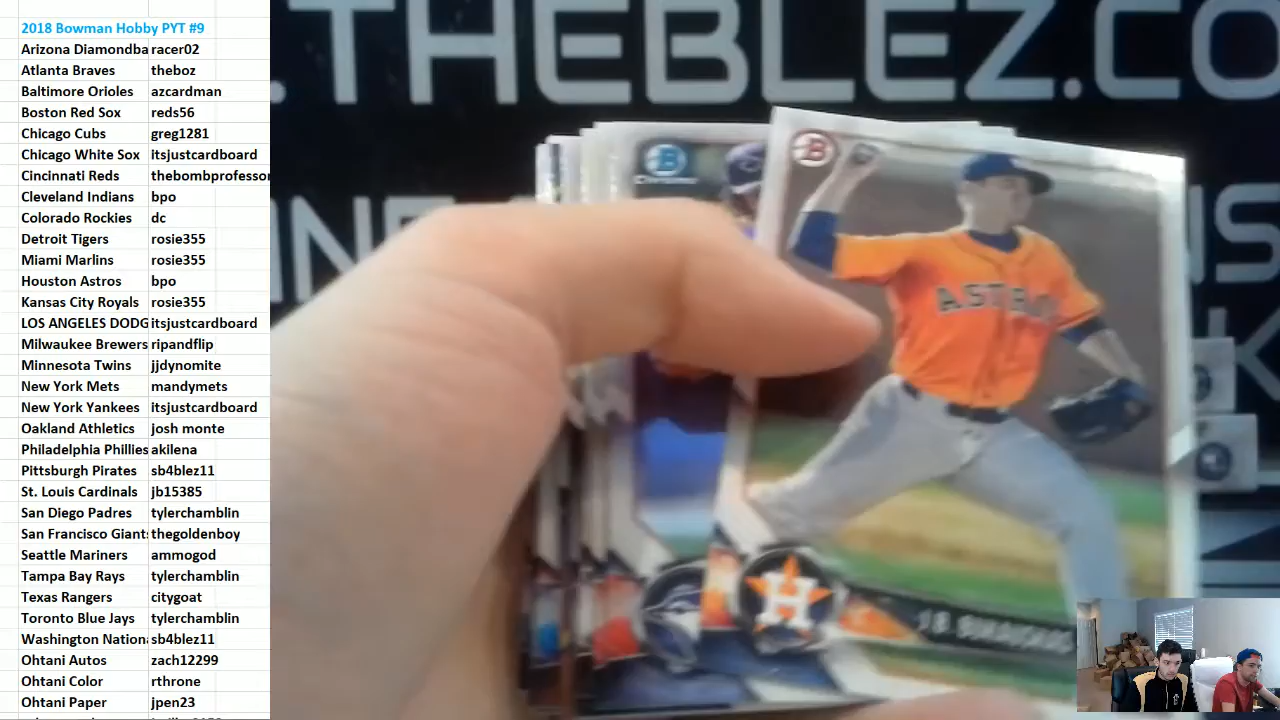 2018 Bowman Hobby PYT #9
Arizona Diamondba racer02
Atlanta Braves theboz
Baltimore Orioles azcardman
Boston Red Sox reds56
Chicago Cubs greg1281
Chicago White Sox itsjustcardboard
Cincinnati Reds thebombprofessor
Cleveland Indians bpo
Colorado Rockies dc
Detroit Tigers rosie355
Miami Marlins rosie355
Houston Astros bpo
Kansas City Royals rosie355
LOS ANGELES DODG itsjustcardboard
Milwaukee Brewers ripandflip
Minnesota Twins jjdynomite
New York Mets mandymets
New York Yankees itsjustcardboard
Oakland Athletics josh monte
Philadelphia Phillies akilena
Pittsburgh Pirates sb4blez11
St. Louis Cardinals jb15385
San Diego Padres tylerchamblin
San Francisco Giants thegoldenboy
Seattle Mariners ammogod
Tampa Bay Rays tylerchamblin
Texas Rangers citygoat
Toronto Blue Jays tylerchamblin
Washington Nation sb4blez11
Ohtani Autos zach12299
Ohtani Color rthrone
Ohtani Paper jpen23
.THEBLEZ.CO
B
Chrome
B
ASTRO
H